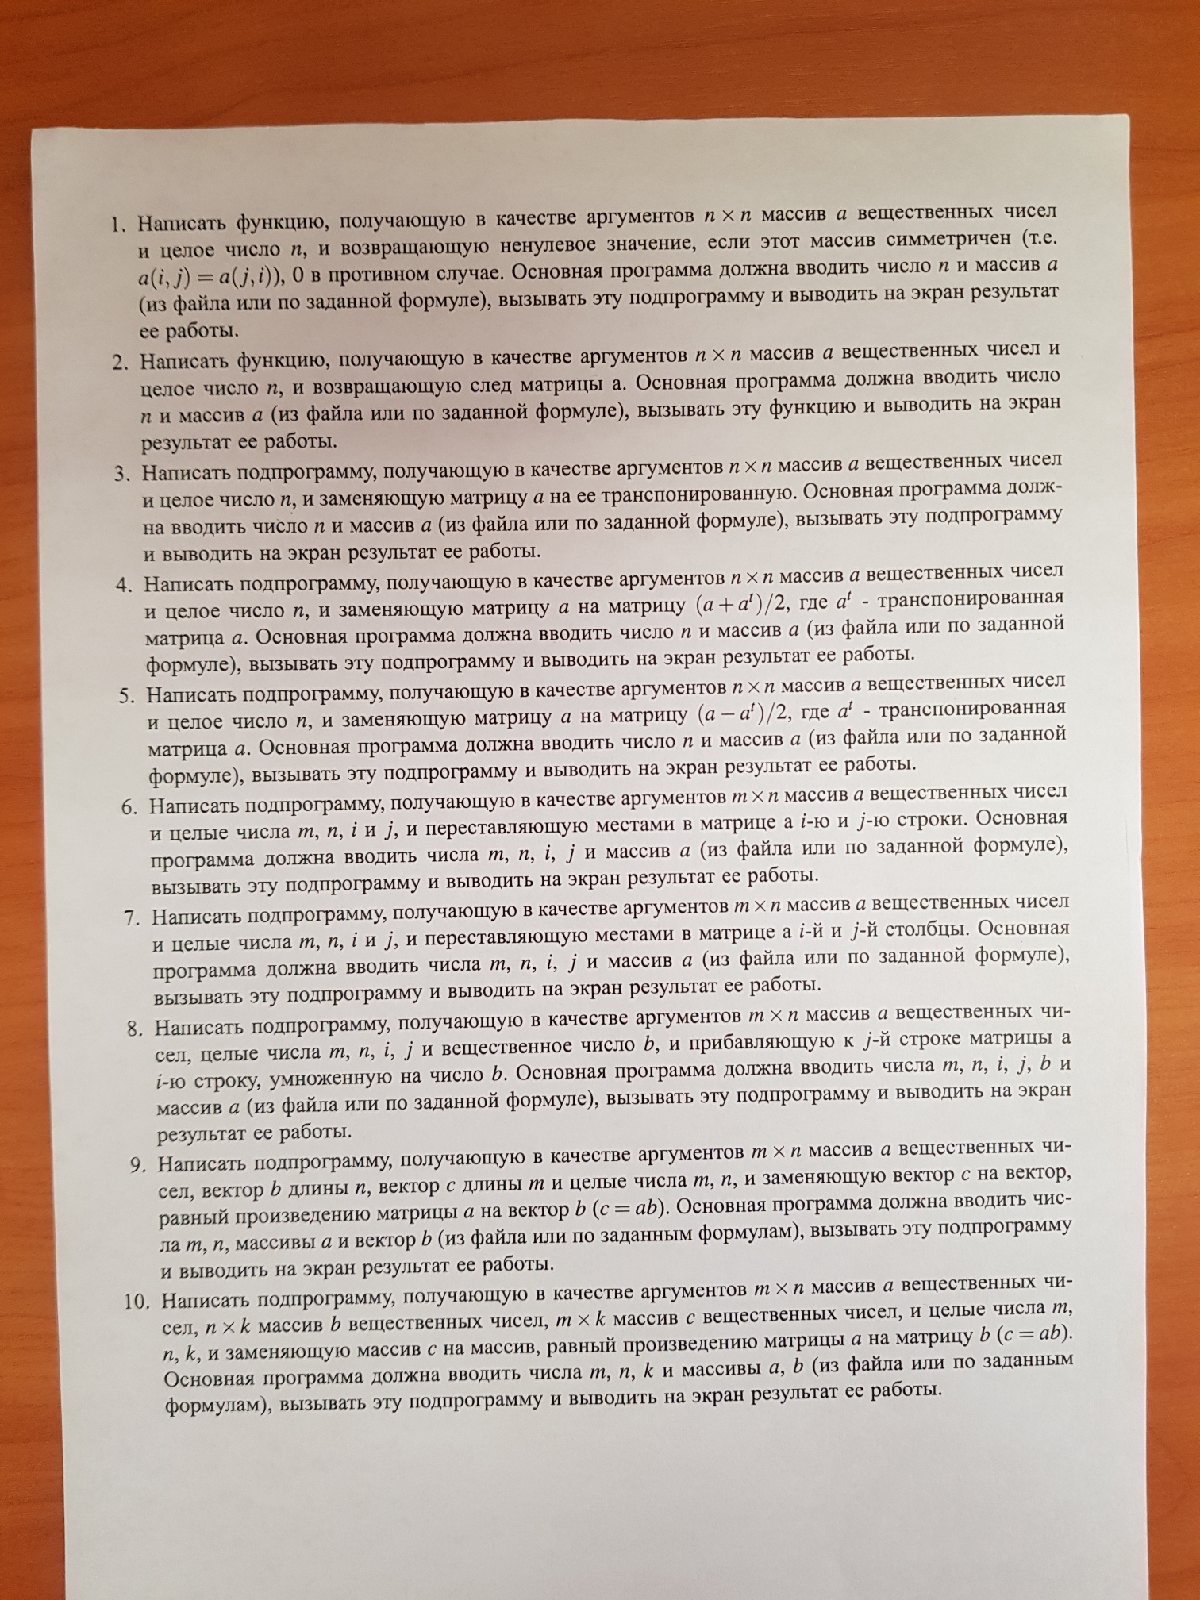 1. Написать функцию, получающую в качестве аргументов n × n массив a вещественных чисел
и целое число n, и возвращающую ненулевое значение, если этот массив симметричен (т.е.
a(i, j) = a(j, i)), 0 в противном случае. Основная программа должна вводить число n и массив a
(из файла или по заданной формуле), вызывать эту подпрограмму и выводить на экран результат
ее работы.
2. Написать функцию, получающую в качестве аргументов n × n массив a вещественных чисел и
целое число n, и возвращающую след матрицы a. Основная программа должна вводить число
n и массив a (из файла или по заданной формуле), вызывать эту функцию и выводить на экран
результат ее работы.
3. Написать подпрограмму, получающую в качестве аргументов n × n массив a вещественных чисел
и целое число n, и заменяющую матрицу a на ее транспонированную. Основная программа долж-
на вводить число n и массив a (из файла или по заданной формуле), вызывать эту подпрограмму
и выводить на экран результат ее работы.
4. Написать подпрограмму, получающую в качестве аргументов n × n массив a вещественных чисел
и целое число n, и заменяющую матрицу a на матрицу (a + aᵗ)/2, где aᵗ - транспонированная
матрица a. Основная программа должна вводить число n и массив a (из файла или по заданной
формуле), вызывать эту подпрограмму и выводить на экран результат ее работы.
5. Написать подпрограмму, получающую в качестве аргументов n × n массив a вещественных чисел
и целое число n, и заменяющую матрицу a на матрицу (a − aᵗ)/2, где aᵗ - транспонированная
матрица a. Основная программа должна вводить число n и массив a (из файла или по заданной
формуле), вызывать эту подпрограмму и выводить на экран результат ее работы.
6. Написать подпрограмму, получающую в качестве аргументов m × n массив a вещественных чисел
и целые числа m, n, i и j, и переставляющую местами в матрице a i-ю и j-ю строки. Основная
программа должна вводить числа m, n, i, j и массив a (из файла или по заданной формуле),
вызывать эту подпрограмму и выводить на экран результат ее работы.
7. Написать подпрограмму, получающую в качестве аргументов m × n массив a вещественных чисел
и целые числа m, n, i и j, и переставляющую местами в матрице a i-й и j-й столбцы. Основная
программа должна вводить числа m, n, i, j и массив a (из файла или по заданной формуле),
вызывать эту подпрограмму и выводить на экран результат ее работы.
8. Написать подпрограмму, получающую в качестве аргументов m × n массив a вещественных чи-
сел, целые числа m, n, i, j и вещественное число b, и прибавляющую к j-й строке матрицы a
i-ю строку, умноженную на число b. Основная программа должна вводить числа m, n, i, j, b и
массив a (из файла или по заданной формуле), вызывать эту подпрограмму и выводить на экран
результат ее работы.
9. Написать подпрограмму, получающую в качестве аргументов m × n массив a вещественных чи-
сел, вектор b длины n, вектор c длины m и целые числа m, n, и заменяющую вектор c на вектор,
равный произведению матрицы a на вектор b (c = ab). Основная программа должна вводить чис-
ла m, n, массивы a и вектор b (из файла или по заданным формулам), вызывать эту подпрограмму
и выводить на экран результат ее работы.
10. Написать подпрограмму, получающую в качестве аргументов m × n массив a вещественных чи-
сел, n × k массив b вещественных чисел, m × k массив c вещественных чисел, и целые числа m,
n, k, и заменяющую массив c на массив, равный произведению матрицы a на матрицу b (c = ab).
Основная программа должна вводить числа m, n, k и массивы a, b (из файла или по заданным
формулам), вызывать эту подпрограмму и выводить на экран результат ее работы.